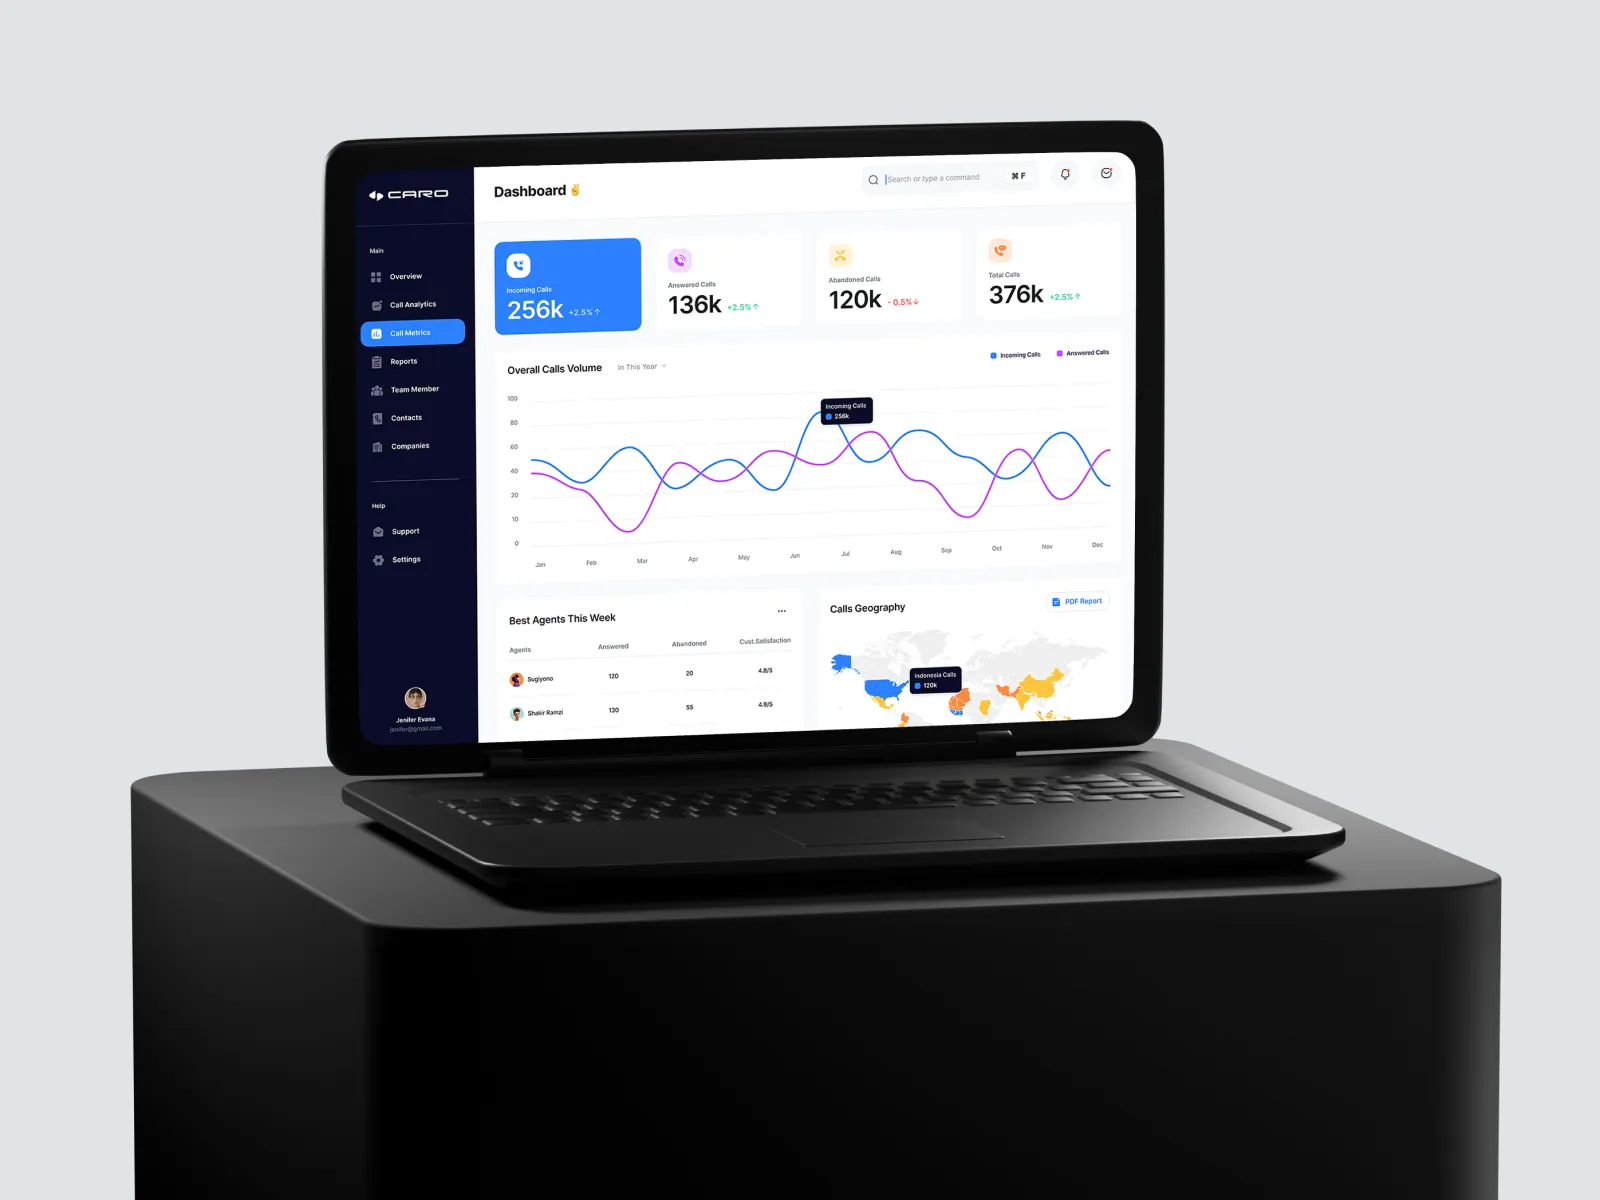 CARO
Main
Overview
Call Analytics
Call Metrics
Reports
Team Member
Contacts
Companies
Help
Support
Settings
Jenifer Evana
jenifer@gmail.com
Dashboard ✌️
Search or type a command
⌘ F
Incoming Calls
256k +2.5% ↑
Answered Calls
136k +2.5% ↑
Abandoned Calls
120k - 0.5% ↓
Total Calls
376k +2.5% ↑
Overall Calls Volume In This Year
Incoming Calls Answered Calls
100
80
60
40
20
10
0
Incoming Calls
256k
Jan Feb Mar Apr May Jun Jul Aug Sep Oct Nov Dec
Best Agents This Week
Agents Answered Abandoned Cust.Satisfaction
Sugiyono 120 20 4.8/5
Shakir Ramzi 130 55 4.9/5
Calls Geography
PDF Report
Indonesia Calls
120k